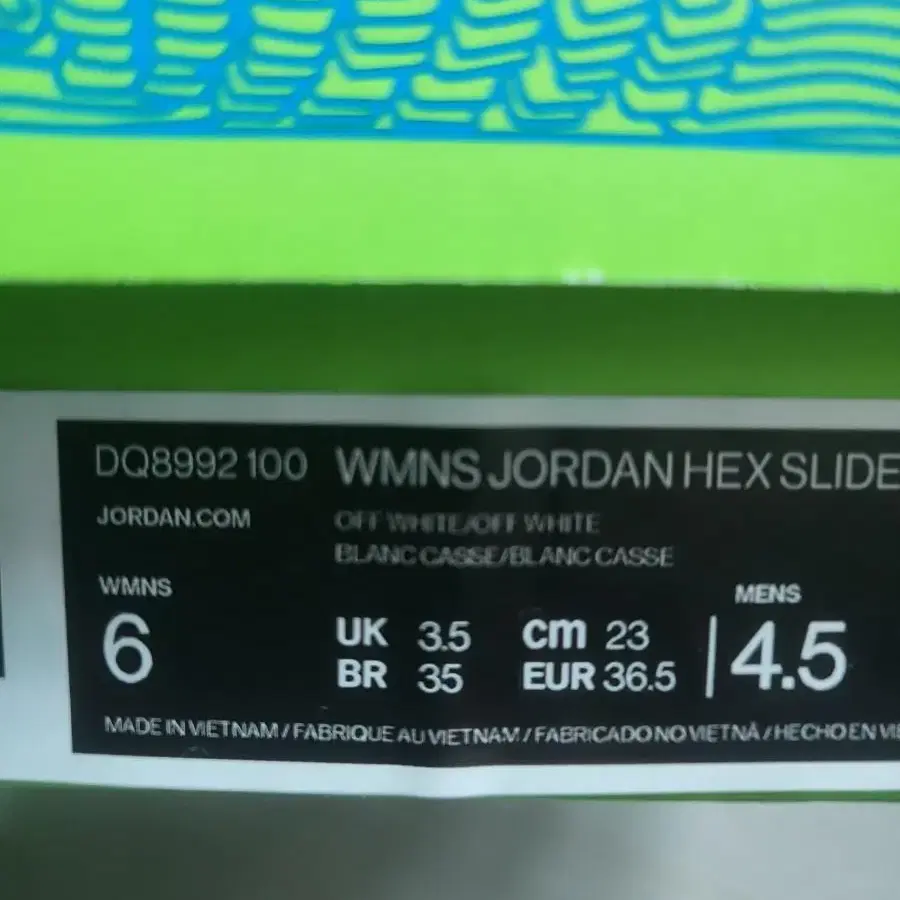 DQ8992 100 WMNS JORDAN HEX SLIDE
JORDAN.COM OFF WHITE/OFF WHITE
BLANC CASSE/BLANC CASSE
WMNS MENS
6 UK 3.5 cm 23 4.5
BR 35 EUR 36.5
MADE IN VIETNAM / FABRIQUE AU VIETNAM / FABRICADO NO VIETNÃ / HECHO EN VIE